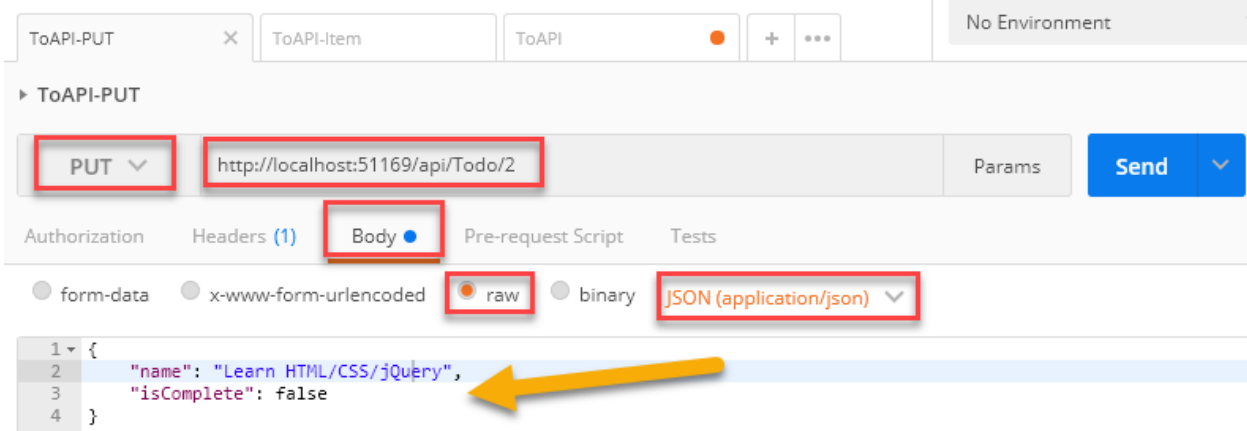 ToAPI-PUT ToAPI-Item ToAPI No Environment
ToAPI-PUT
PUT http://localhost:51169/api/Todo/2 Params Send
Authorization Headers (1) Body Pre-request Script Tests
form-data x-www-form-urlencoded raw binary JSON (application/json)
1 {
2 "name": "Learn HTML/CSS/jQuery",
3 "isComplete": false
4 }